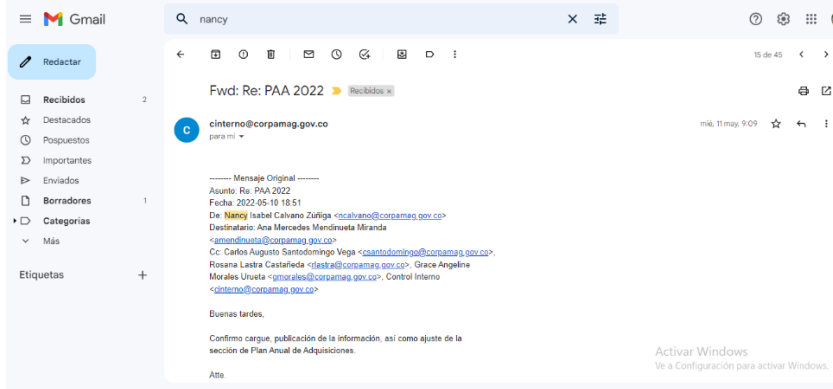 Gmail
nancy
Redactar
15 de 45
Fwd: Re: PAA 2022
Recibidos ×
Recibidos 2
Destacados
Pospuestos
Importantes
Enviados
Borradores 1
Categorías
Más
Etiquetas +
C
cinterno@corpamag.gov.co
mié, 11 may, 9:09
para mí
-------- Mensaje Original --------
Asunto: Re: PAA 2022
Fecha: 2022-05-10 18:51
De: Nancy Isabel Calvano Zúñiga <ncalvano@corpamag.gov.co>
Destinatario: Ana Mercedes Mendinueta Miranda
<amendinueta@corpamag.gov.co>
Cc: Carlos Augusto Santodomingo Vega <csantodomingo@corpamag.gov.co>,
Rosana Lastra Castañeda <rlastra@corpamag.gov.co>, Grace Angeline
Morales Urueta <gmorales@corpamag.gov.co>, Control Interno
<cinterno@corpamag.gov.co>
Buenas tardes,
Confirmo cargue, publicación de la información, así como ajuste de la
sección de Plan Anual de Adquisiciones.
Atte.
Activar Windows
Ve a Configuración para activar Windows.